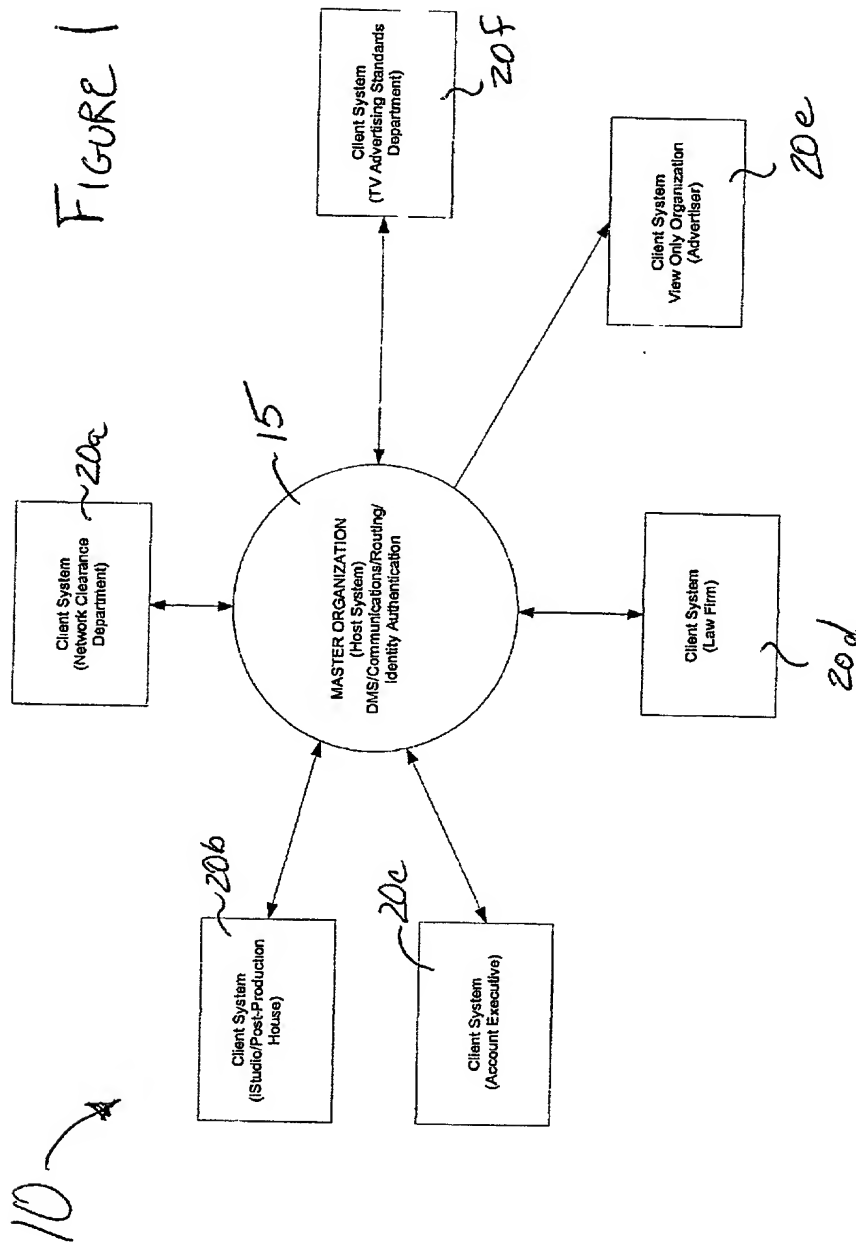 FIGURE 1
10
20a
Client System
(Network Clearance
Department)
20b
Client System
(IStudio/Post-Production
House)
15
MASTER ORGANIZATION
(Host System)
DMS/Communications/Routing/
Identity Authentication
Client System
(TV Advertising Standards
Department)
20f
20c
Client System
(Account Executive)
Client System
(Law Firm)
20d
Client System
View Only Organization
(Advertiser)
20e